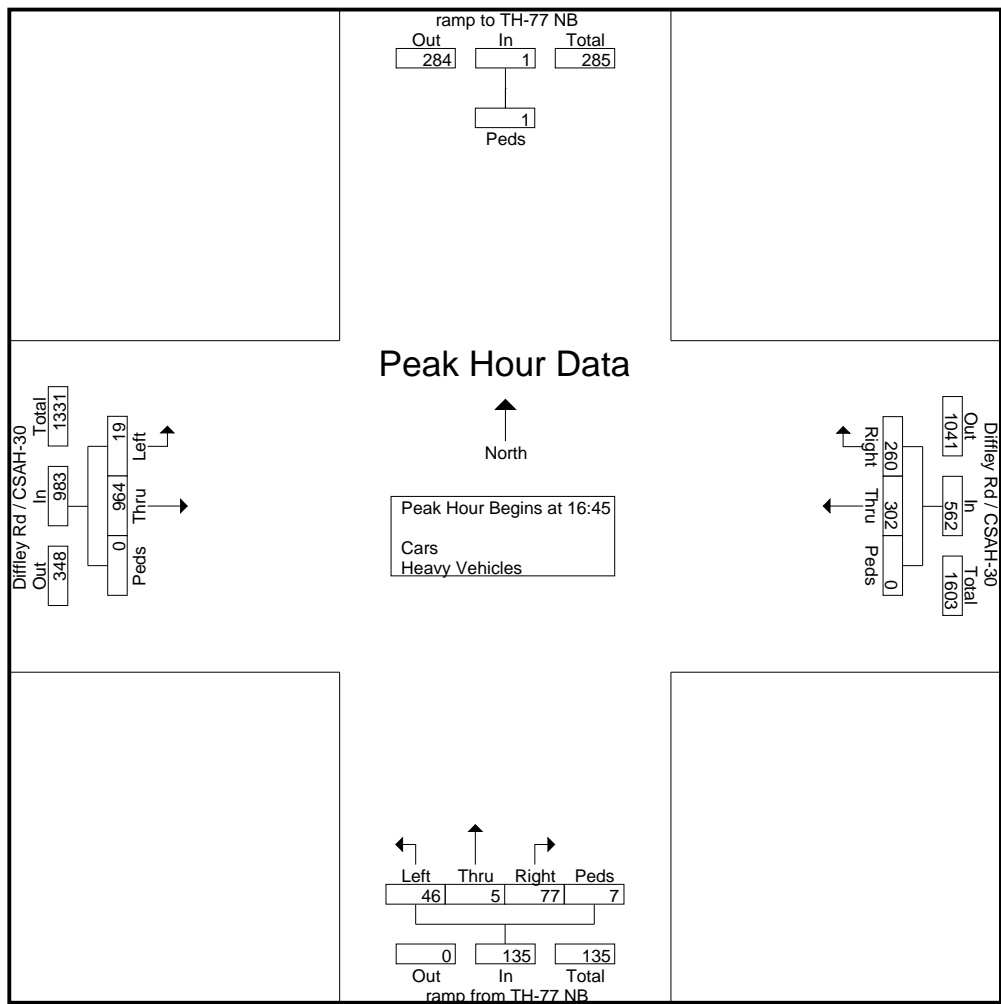 ramp to TH-77 NB
Out In Total
284 1 285
1
Peds
Peak Hour Data
North
Peak Hour Begins at 16:45
Cars
Heavy Vehicles
Diffley Rd / CSAH-30
Out In Total
348 983 1331
0 964 19
Peds Thru Left
Diffley Rd / CSAH-30
Out In Total
1041 562 1603
260 302 0
Right Thru Peds
Left Thru Right Peds
46 5 77 7
0 135 135
Out In Total
ramp from TH-77 NB